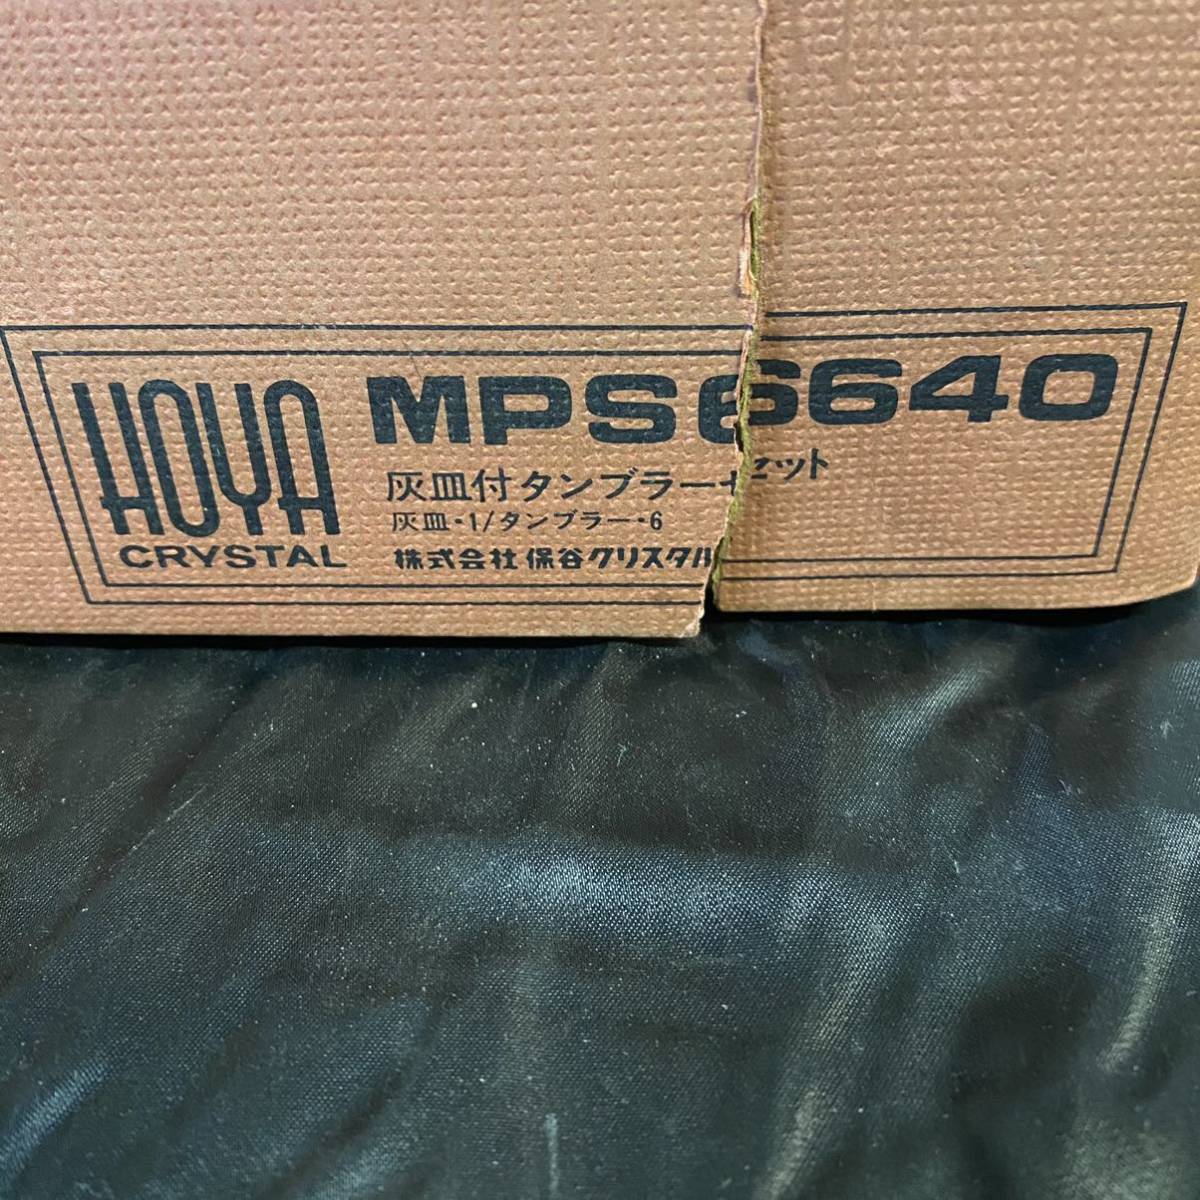 HOYA
CRYSTAL
MPS6640
灰皿付タンブラーセット
灰皿・1/タンブラー・6
株式会社 保谷クリスタル